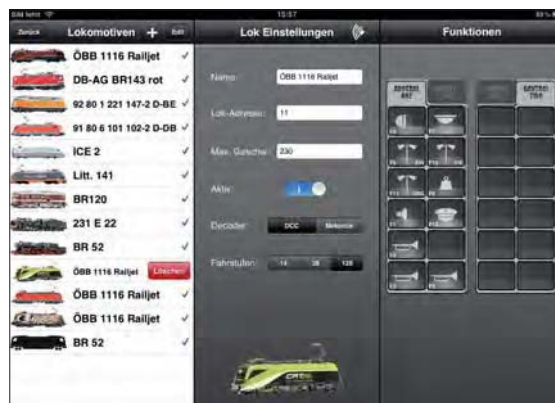 15:57
Zurück Lokomotiven + Edit
Lok Einstellungen
Funktionen
ÖBB 1116 Railjet
DB-AG BR143 rot
92 80 1 221 147-2 D-BE
91 80 6 101 102-2 D-DB
ICE 2
Litt. 141
BR120
231 E 22
BR 52
ÖBB 1116 Railjet Löschen
ÖBB 1116 Railjet
ÖBB 1116 Railjet
BR 52
Name: ÖBB 1116 Railjet
Lok-Adresse: 11
Max. Geschw.: 230
Aktiv:
Decoder: DCC Motorola
Fahrstufen: 14 28 128